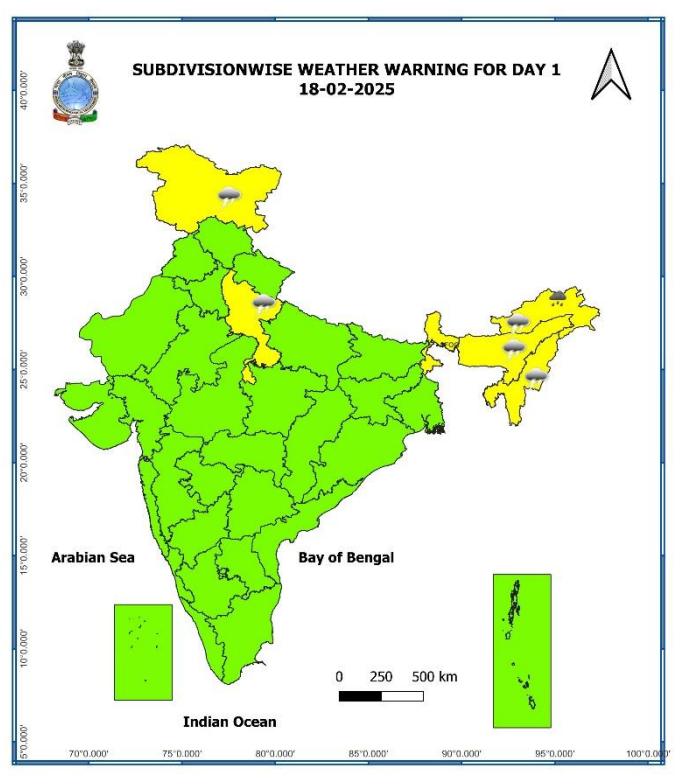 SUBDIVISIONWISE WEATHER WARNING FOR DAY 1
18-02-2025
40°0.000'
35°0.000'
30°0.000'
25°0.000'
20°0.000'
15°0.000'
10°0.000'
5°0.000'
FOG
Arabian Sea
Bay of Bengal
0 250 500 km
Indian Ocean
70°0.000' 75°0.000' 80°0.000' 85°0.000' 90°0.000' 95°0.000' 100°0.000'